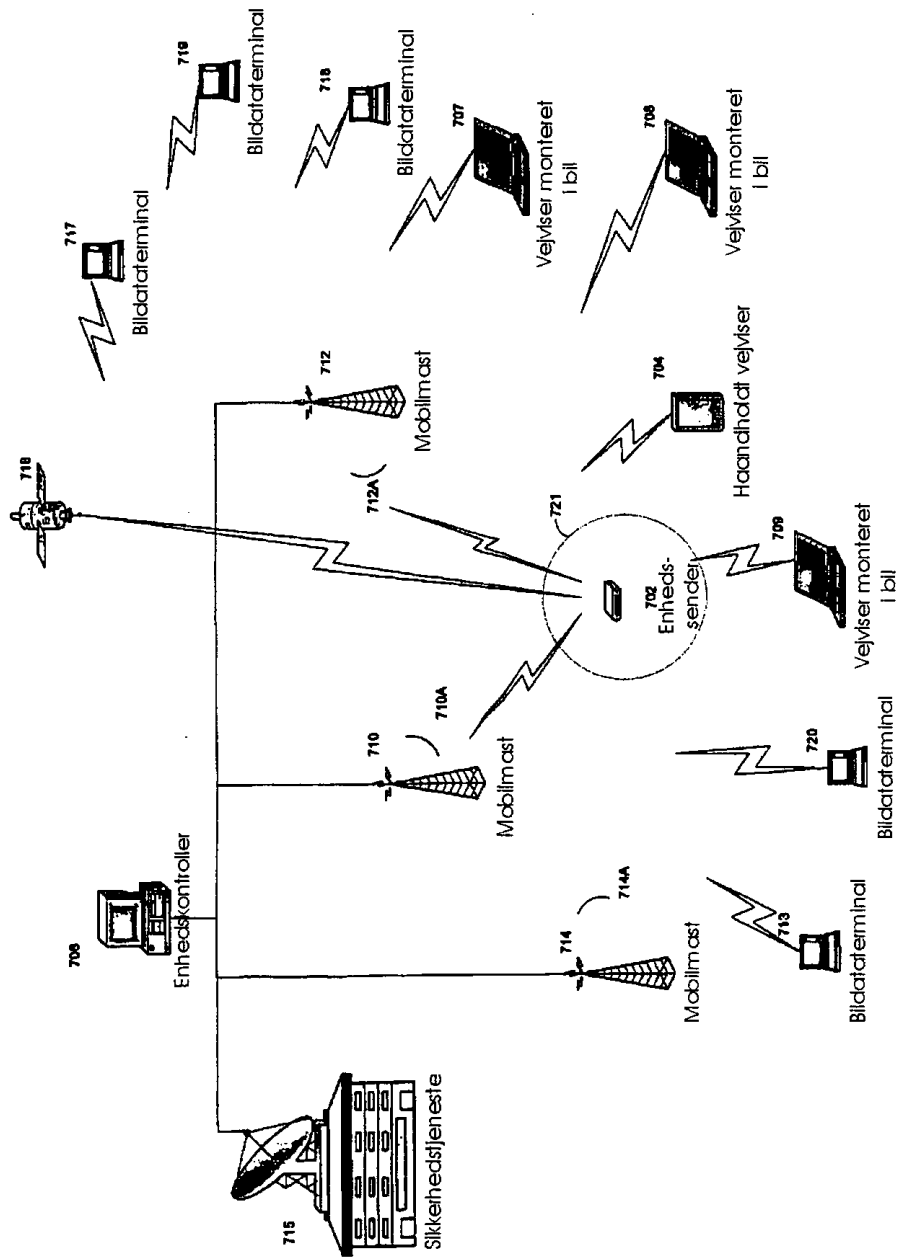 719
Bildataterminal
717
Bildataterminal
718
Bildataterminal
716
706
Enhedskontroller
712
Mobilmast
707
Vejviser monteret
i bil
712A
710
710A
Mobilmast
721
704
Haandholdt vejviser
708
Vejviser monteret
i bil
702
Enheds-
sender
715
Sikkerhedstjeneste
714
714A
Mobilmast
709
Vejviser monteret
i bil
713
Bildataterminal
720
Bildataterminal